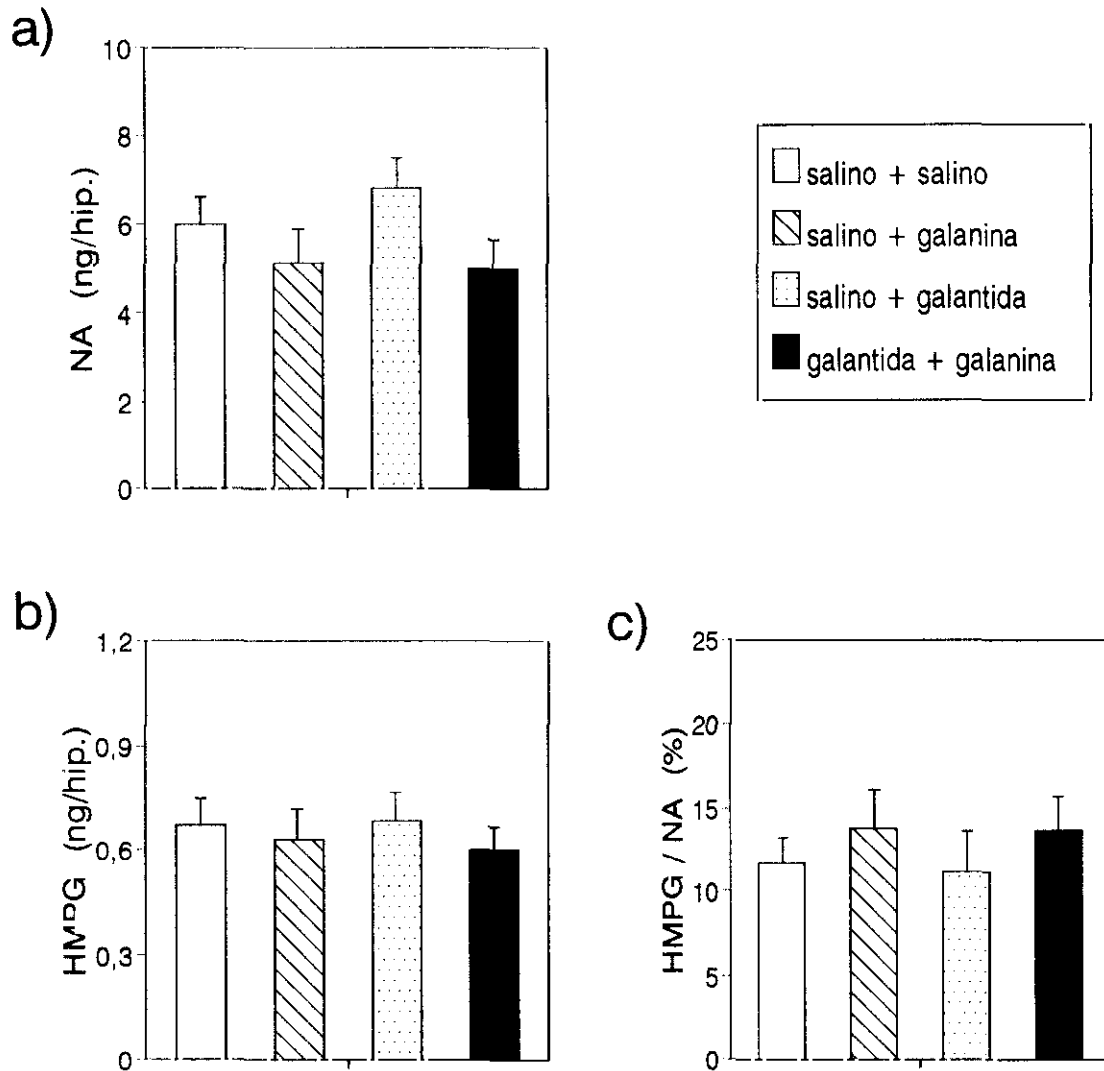 a)
10
8
6
4
2
0
NA (ng/hip.)
salino + salino
salino + galanina
salino + galantida
galantida + galanina
b)
1,2
0,9
0,6
0,3
0
HMPG (ng/hip.)
c)
25
20
15
10
5
0
HMPG / NA (%)